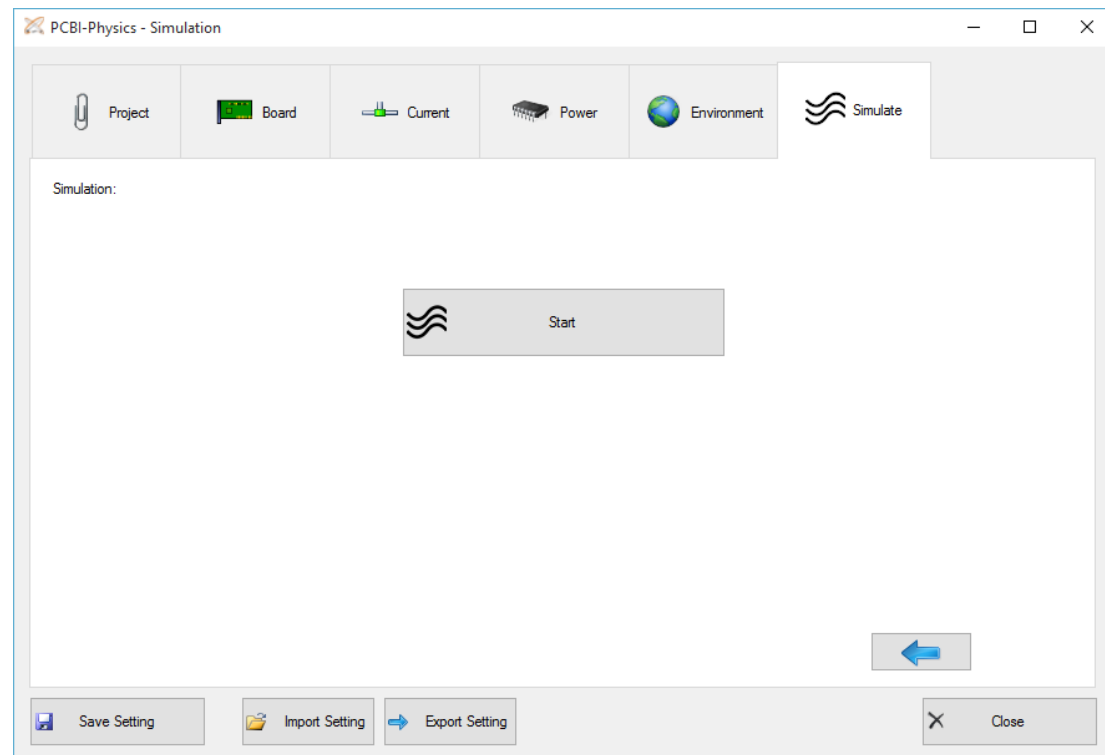 PCBI-Physics - Simulation
Project Board Current Power Environment Simulate
Simulation:
Start
Save Setting Import Setting Export Setting Close